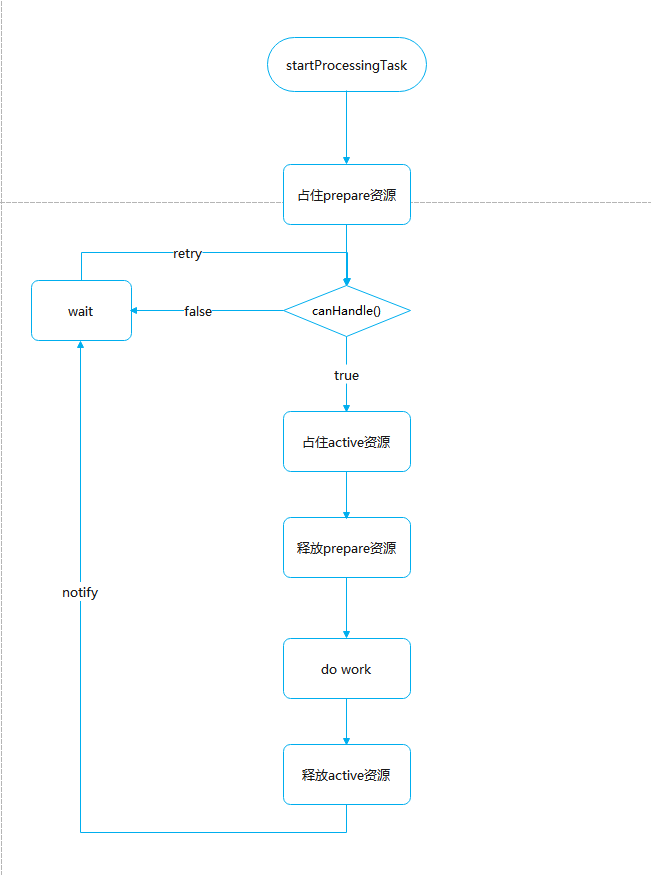 startProcessingTask
占住prepare资源
retry
wait
false
canHandle()
true
占住active资源
释放prepare资源
notify
do work
释放active资源